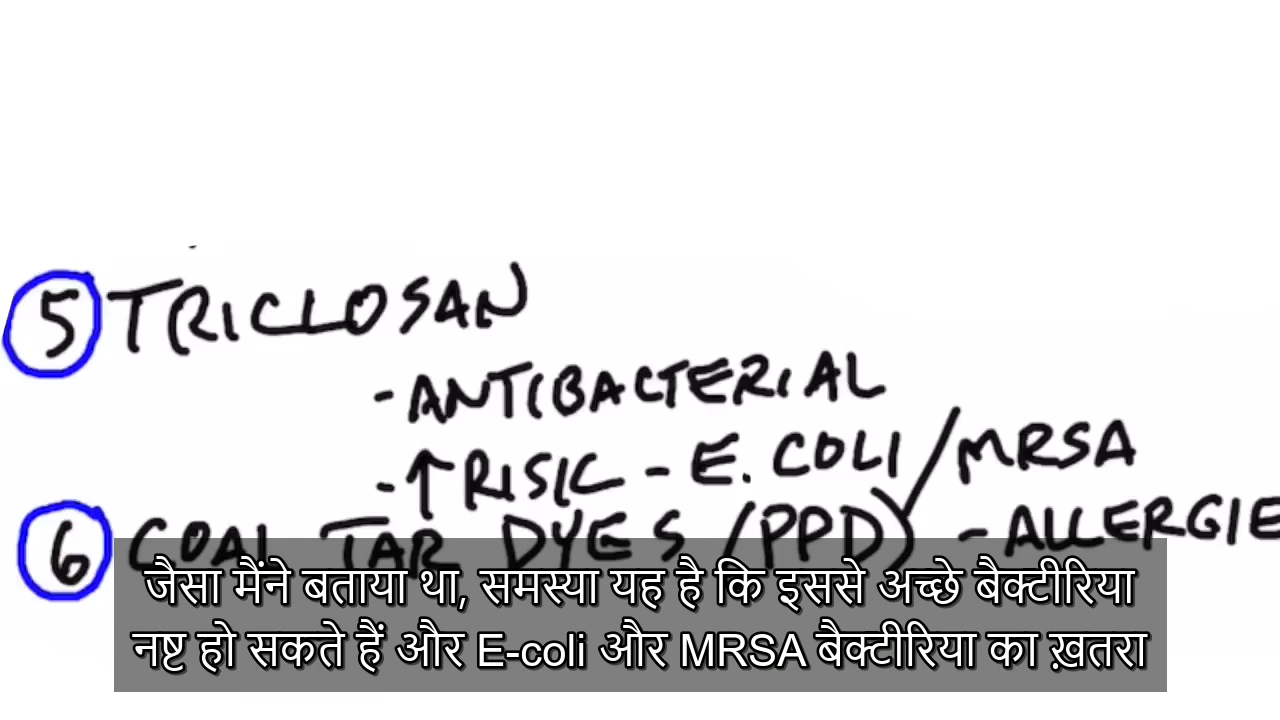 5 TRICLOSAN
- ANTIBACTERIAL
- ↑ RISK - E. COLI / MRSA
6 COAL TAR DYES (PPD) - ALLERGIE
जैसा मैंने बताया था, समस्या यह है कि इससे अच्छे बैक्टीरिया
नष्ट हो सकते हैं और E-coli और MRSA बैक्टीरिया का ख़तरा